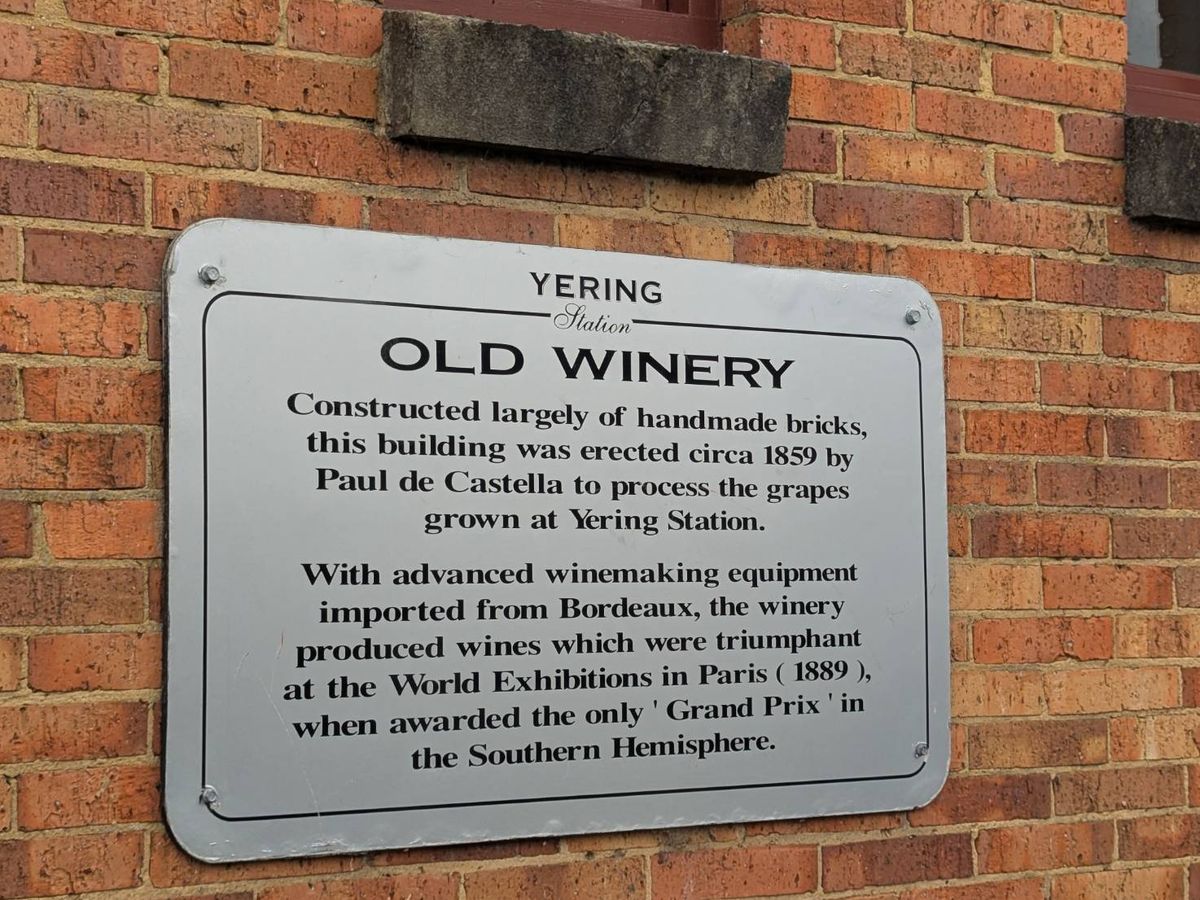 YERING
Station
OLD WINERY
Constructed largely of handmade bricks,
this building was erected circa 1859 by
Paul de Castella to process the grapes
grown at Yering Station.
With advanced winemaking equipment
imported from Bordeaux, the winery
produced wines which were triumphant
at the World Exhibitions in Paris ( 1889 ),
when awarded the only ' Grand Prix ' in
the Southern Hemisphere.